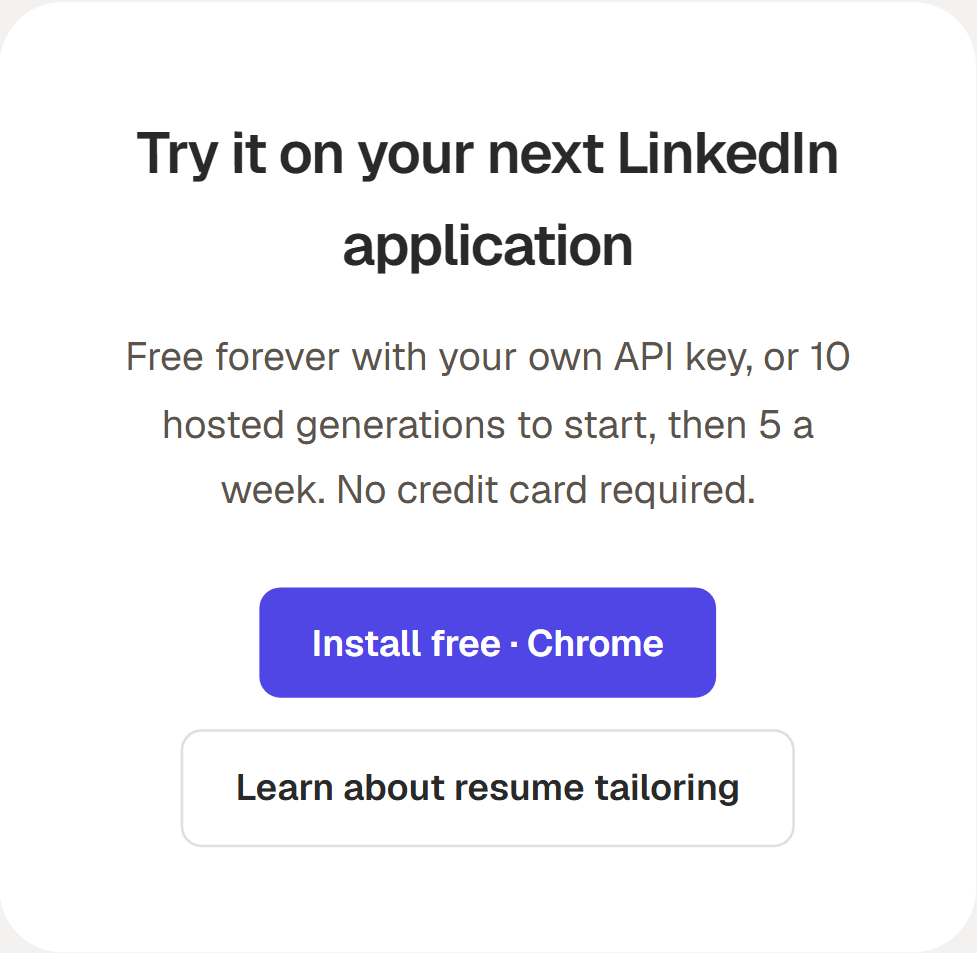 Try it on your next LinkedIn
application
Free forever with your own API key, or 10
hosted generations to start, then 5 a
week. No credit card required.
Install free · Chrome
Learn about resume tailoring